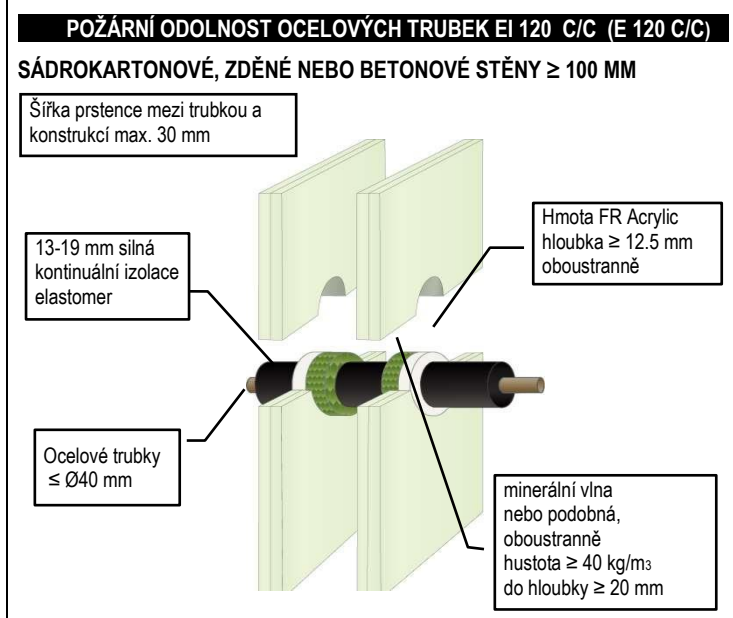 POŽÁRNÍ ODOLNOST OCELOVÝCH TRUBEK EI 120 C/C (E 120 C/C)
SÁDROKARTONOVÉ, ZDĚNÉ NEBO BETONOVÉ STĚNY ≥ 100 MM
Šířka prstence mezi trubkou a
konstrukcí max. 30 mm
Hmota FR Acrylic
hloubka ≥ 12.5 mm
oboustranně
13-19 mm silná
kontinuální izolace
elastomer
Ocelové trubky
≤ Ø40 mm
minerální vlna
nebo podobná,
oboustranně
hustota ≥ 40 kg/m3
do hloubky ≥ 20 mm